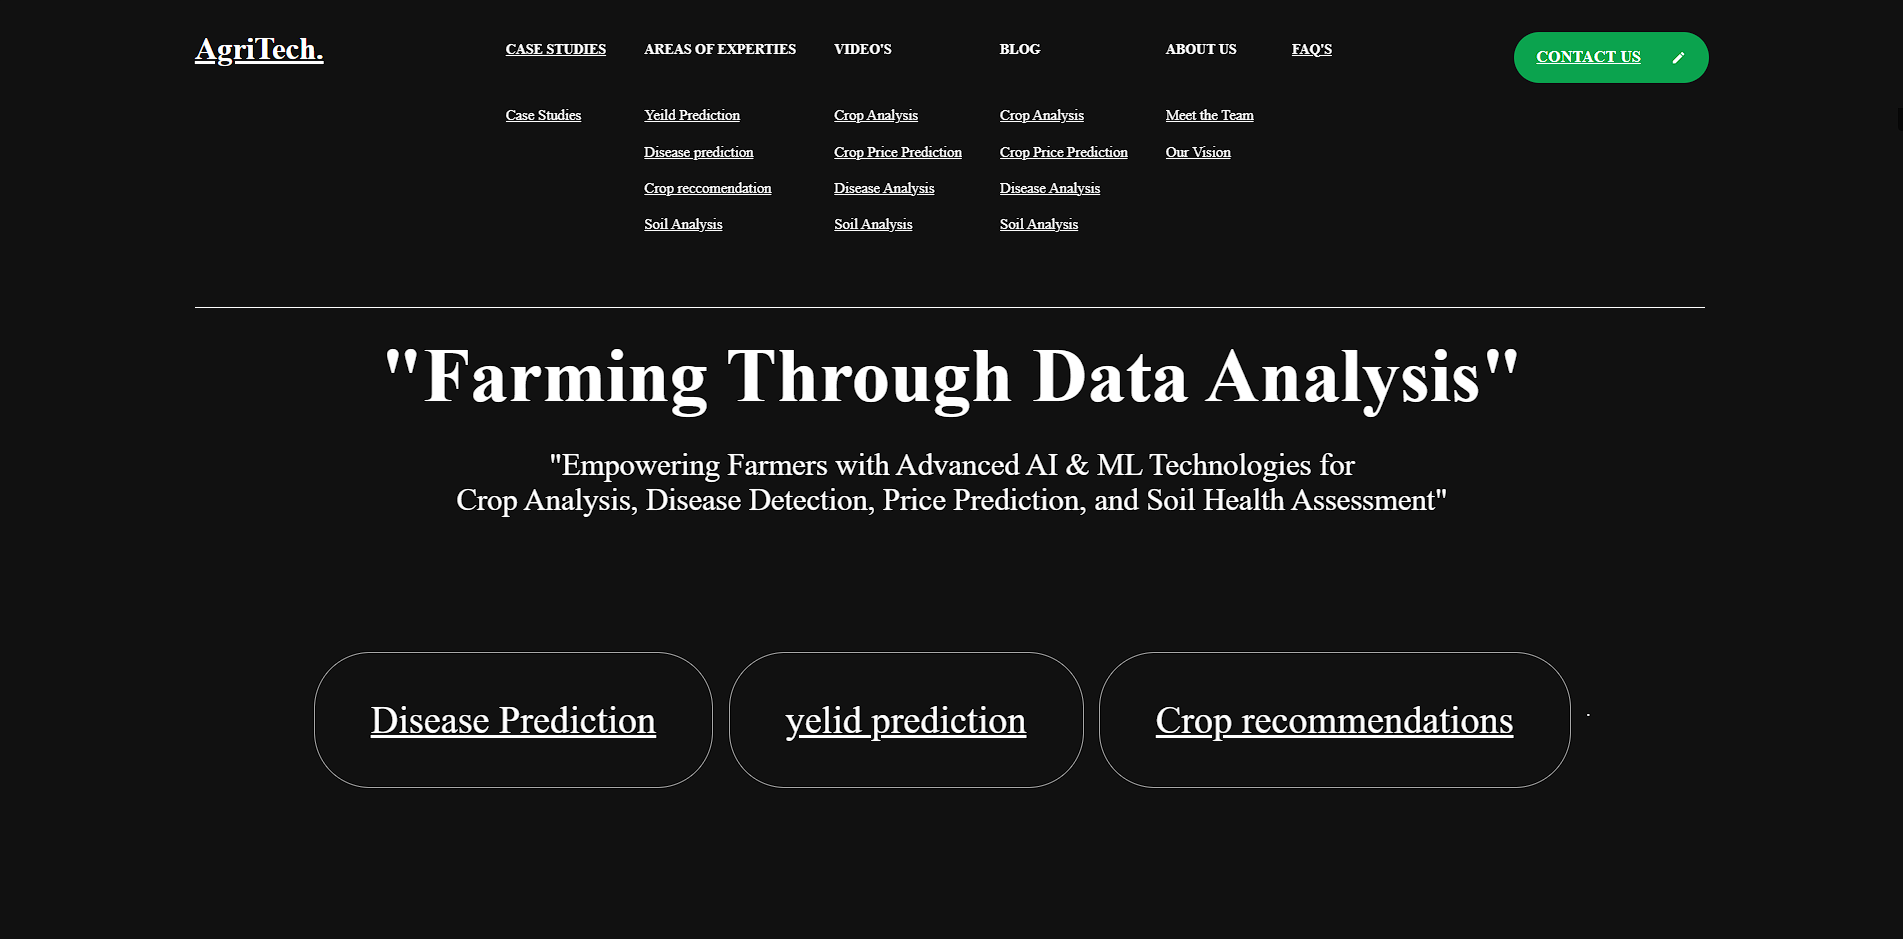 AgriTech.
CASE STUDIES
AREAS OF EXPERTIES
VIDEO'S
BLOG
ABOUT US
FAQ'S
CONTACT US
Case Studies
Yeild Prediction
Disease prediction
Crop reccomendation
Soil Analysis
Crop Analysis
Crop Price Prediction
Disease Analysis
Soil Analysis
Crop Analysis
Crop Price Prediction
Disease Analysis
Soil Analysis
Meet the Team
Our Vision
"Farming Through Data Analysis"
"Empowering Farmers with Advanced AI & ML Technologies for
Crop Analysis, Disease Detection, Price Prediction, and Soil Health Assessment"
Disease Prediction
yelid prediction
Crop recommendations
.